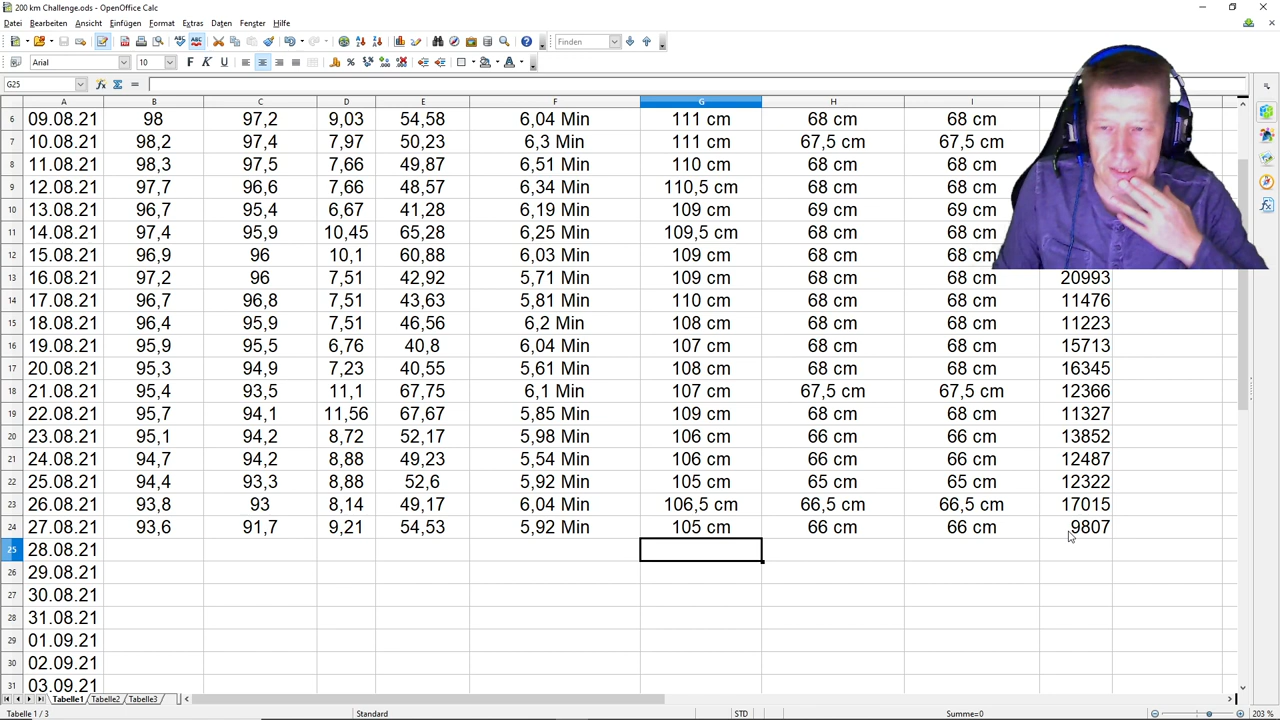 200 km Challenge.ods - OpenOffice Calc
Datei Bearbeiten Ansicht Einfügen Format Extras Daten Fenster Hilfe
Finden
Arial 10
G25
A B C D E F G H I
6 09.08.21 98 97,2 9,03 54,58 6,04 Min 111 cm 68 cm 68 cm
7 10.08.21 98,2 97,4 7,97 50,23 6,3 Min 111 cm 67,5 cm 67,5 cm
8 11.08.21 98,3 97,5 7,66 49,87 6,51 Min 110 cm 68 cm 68 cm
9 12.08.21 97,7 96,6 7,66 48,57 6,34 Min 110,5 cm 68 cm 68 cm
10 13.08.21 96,7 95,4 6,67 41,28 6,19 Min 109 cm 69 cm 69 cm
11 14.08.21 97,4 95,9 10,45 65,28 6,25 Min 109,5 cm 68 cm 68 cm
12 15.08.21 96,9 96 10,1 60,88 6,03 Min 109 cm 68 cm 68 cm
13 16.08.21 97,2 96 7,51 42,92 5,71 Min 109 cm 68 cm 68 cm 20993
14 17.08.21 96,7 96,8 7,51 43,63 5,81 Min 110 cm 68 cm 68 cm 11476
15 18.08.21 96,4 95,9 7,51 46,56 6,2 Min 108 cm 68 cm 68 cm 11223
16 19.08.21 95,9 95,5 6,76 40,8 6,04 Min 107 cm 68 cm 68 cm 15713
17 20.08.21 95,3 94,9 7,23 40,55 5,61 Min 108 cm 68 cm 68 cm 16345
18 21.08.21 95,4 93,5 11,1 67,75 6,1 Min 107 cm 67,5 cm 67,5 cm 12366
19 22.08.21 95,7 94,1 11,56 67,67 5,85 Min 109 cm 68 cm 68 cm 11327
20 23.08.21 95,1 94,2 8,72 52,17 5,98 Min 106 cm 66 cm 66 cm 13852
21 24.08.21 94,7 94,2 8,88 49,23 5,54 Min 106 cm 66 cm 66 cm 12487
22 25.08.21 94,4 93,3 8,88 52,6 5,92 Min 105 cm 65 cm 65 cm 12322
23 26.08.21 93,8 93 8,14 49,17 6,04 Min 106,5 cm 66,5 cm 66,5 cm 17015
24 27.08.21 93,6 91,7 9,21 54,53 5,92 Min 105 cm 66 cm 66 cm 9807
25 28.08.21
26 29.08.21
27 30.08.21
28 31.08.21
29 01.09.21
30 02.09.21
31 03.09.21
Tabelle1 Tabelle2 Tabelle3
Tabelle 1 / 3 Standard STD Summe=0 203 %